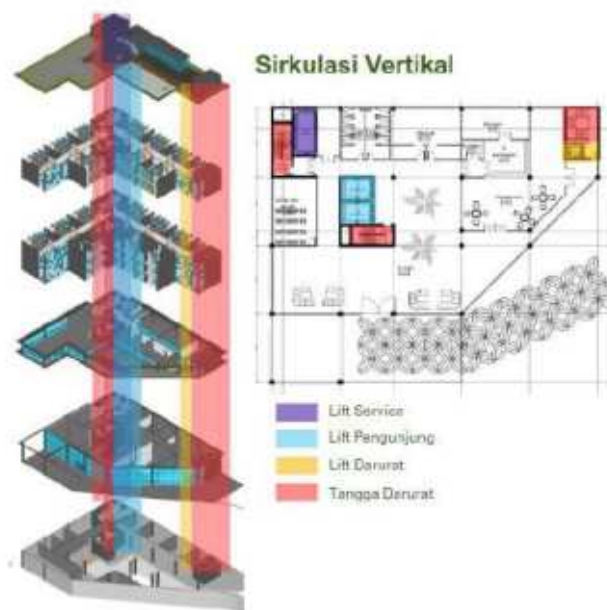 Sirkulasi Vertikal
Lift Service
Lift Pengunjung
Lift Darurat
Tangga Darurat